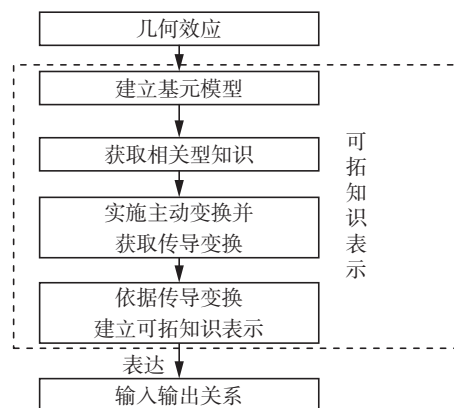 几何效应
建立基元模型
获取相关型知识
实施主动变换并
获取传导变换
依据传导变换
建立可拓知识表示
可拓知识表示
表达
输入输出关系